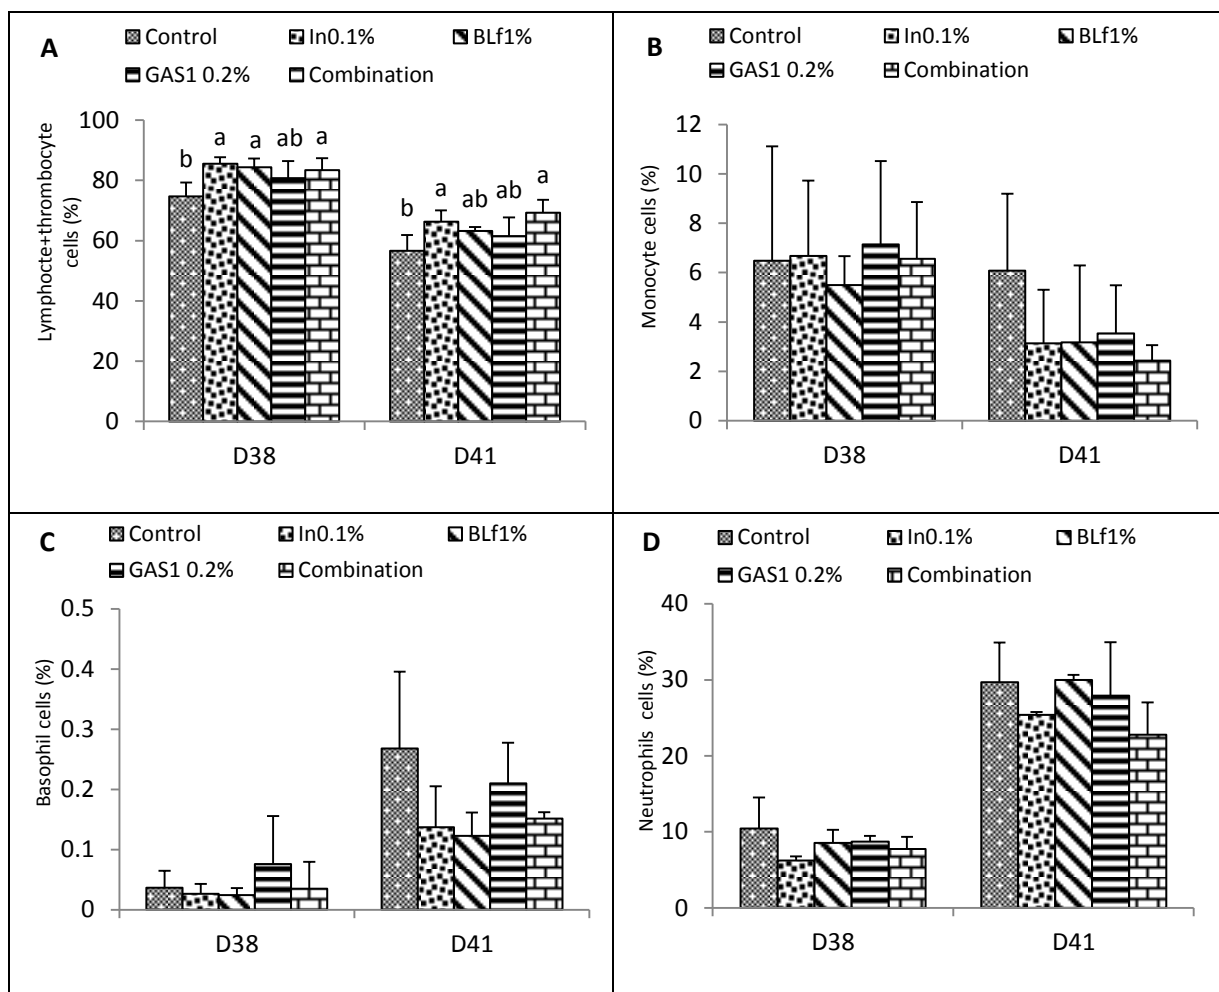 A
Control In0.1% BLf1%
GAS1 0.2% Combination
Lymphocte+thrombocyte
cells (%)
100
80
60
40
20
0
b a a ab a
b a ab ab a
D38 D41
B
Control In0.1% BLf1%
GAS1 0.2% Combination
Monocyte cells (%)
12
10
8
6
4
2
0
D38 D41
C
Control In0.1% BLf1%
GAS1 0.2% Combination
Basophil cells (%)
0.5
0.4
0.3
0.2
0.1
0
D38 D41
D
Control In0.1% BLf1%
GAS1 0.2% Combination
Neutrophils cells (%)
40
30
20
10
0
D38 D41